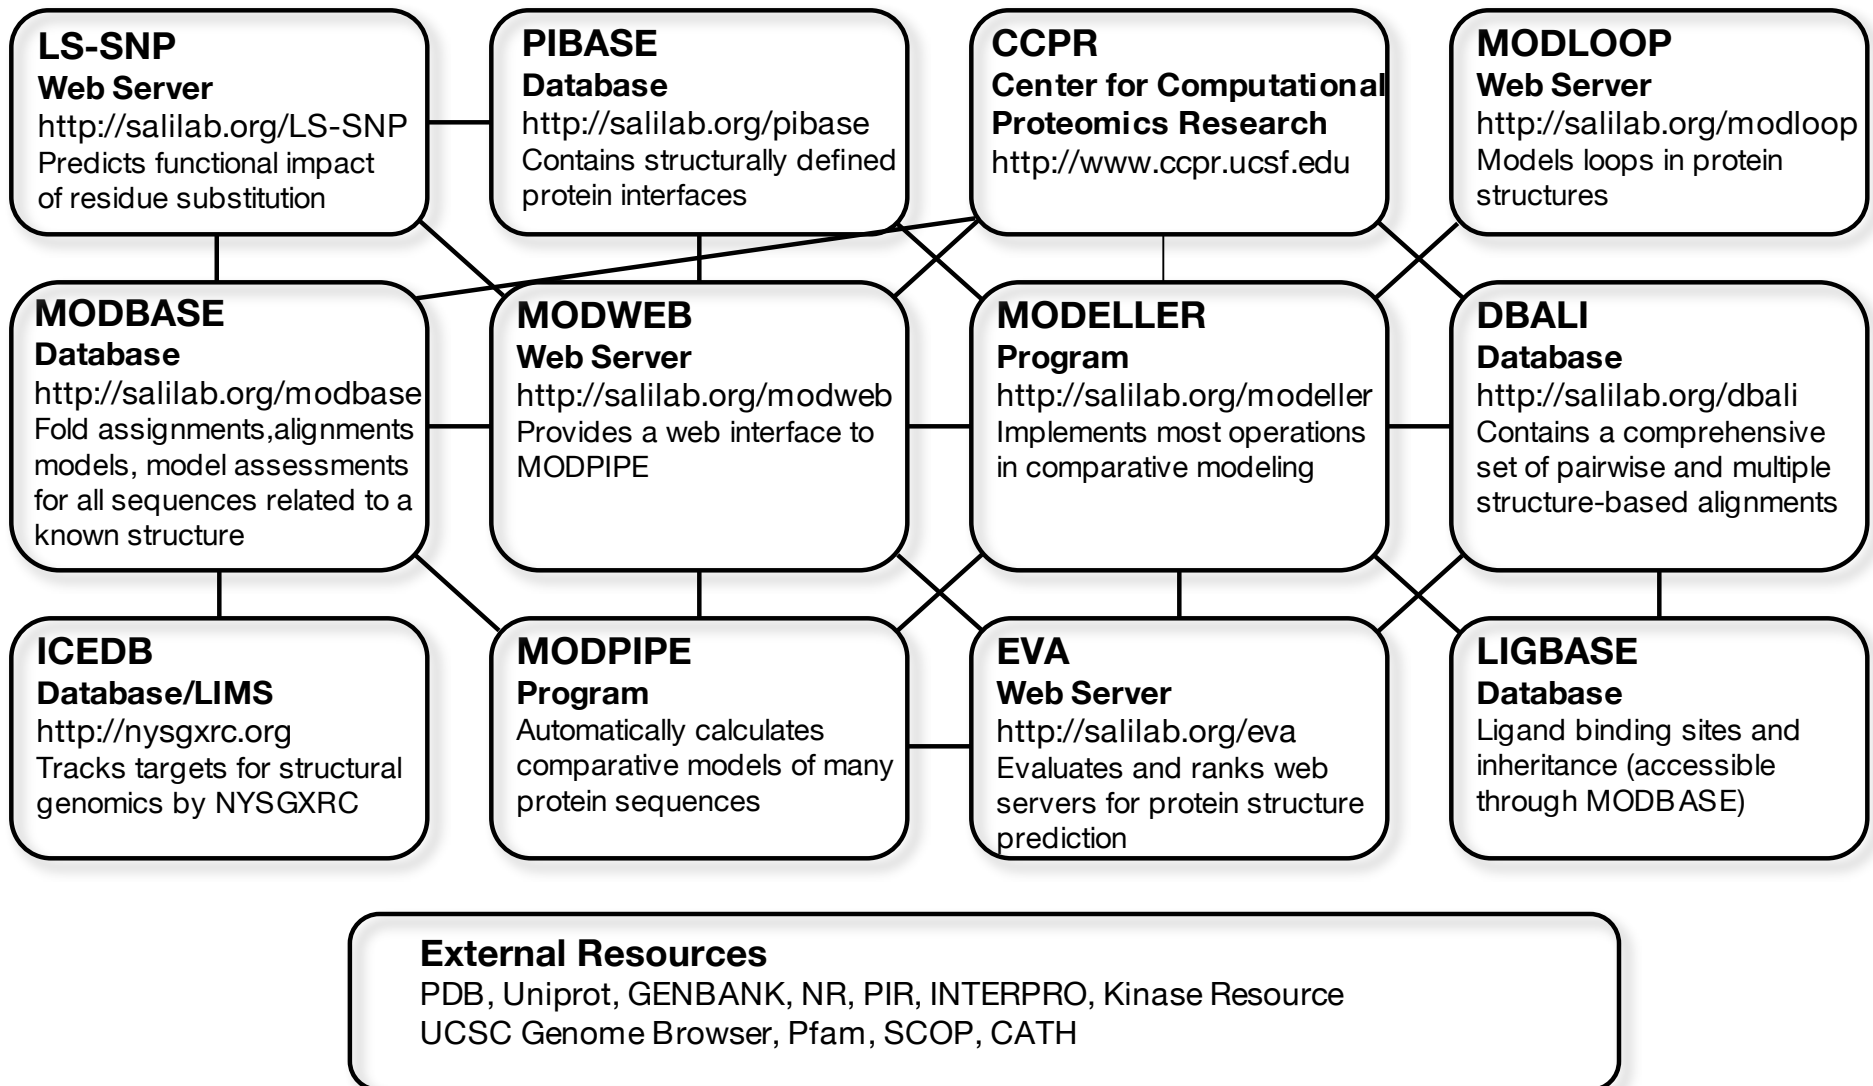 LS-SNP
Web Server
http://salilab.org/LS-SNP
Predicts functional impact
of residue substitution
PIBASE
Database
http://salilab.org/pibase
Contains structurally defined
protein interfaces
CCPR
Center for Computational
Proteomics Research
http://www.ccpr.ucsf.edu
MODLOOP
Web Server
http://salilab.org/modloop
Models loops in protein
structures
MODBASE
Database
http://salilab.org/modbase
Fold assignments,alignments
models, model assessments
for all sequences related to a
known structure
MODWEB
Web Server
http://salilab.org/modweb
Provides a web interface to
MODPIPE
MODELLER
Program
http://salilab.org/modeller
Implements most operations
in comparative modeling
DBALI
Database
http://salilab.org/dbali
Contains a comprehensive
set of pairwise and multiple
structure-based alignments
ICEDB
Database/LIMS
http://nysgxrc.org
Tracks targets for structural
genomics by NYSGXRC
MODPIPE
Program
Automatically calculates
comparative models of many
protein sequences
EVA
Web Server
http://salilab.org/eva
Evaluates and ranks web
servers for protein structure
prediction
LIGBASE
Database
Ligand binding sites and
inheritance (accessible
through MODBASE)
External Resources
PDB, Uniprot, GENBANK, NR, PIR, INTERPRO, Kinase Resource
UCSC Genome Browser, Pfam, SCOP, CATH